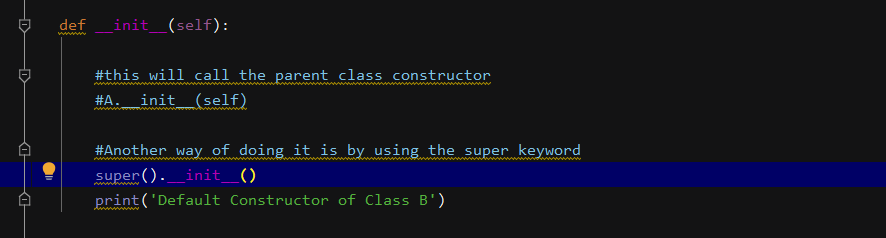 def __init__(self):
#this will call the parent class constructor
#A.__init__(self)
#Another way of doing it is by using the super keyword
super().__init__()
print('Default Constructor of Class B')